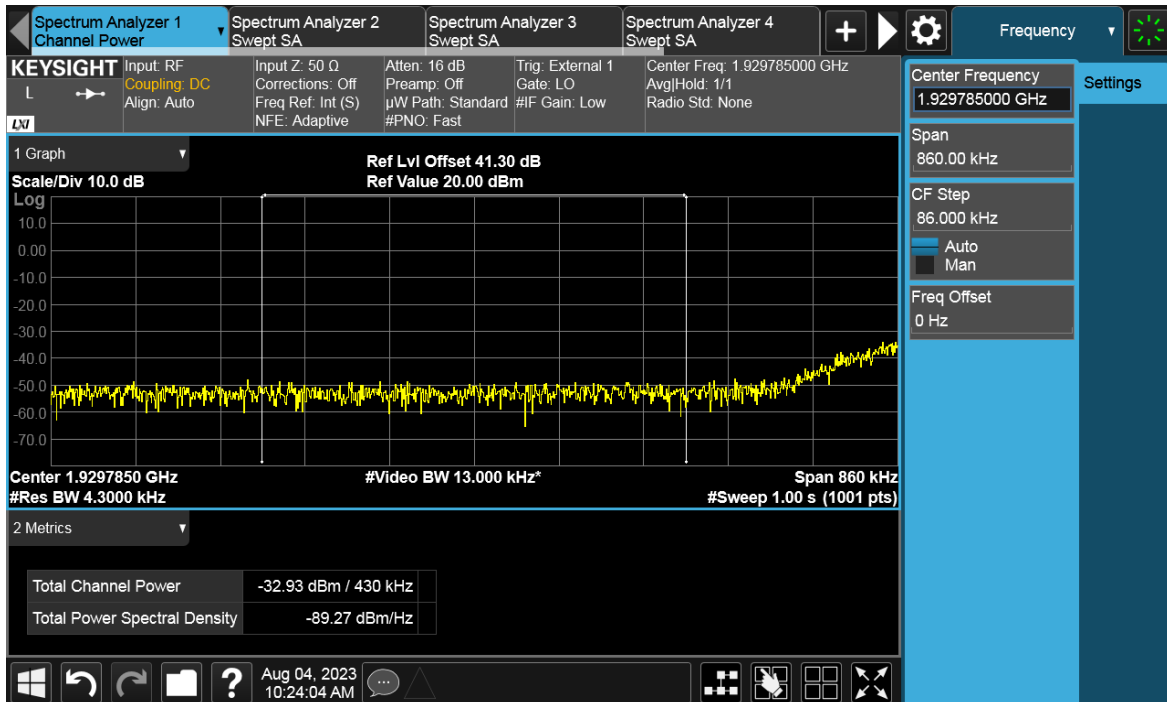 Spectrum Analyzer 1
Channel Power
Spectrum Analyzer 2
Swept SA
Spectrum Analyzer 3
Swept SA
Spectrum Analyzer 4
Swept SA
+
Frequency
KEYSIGHT
L
LXI
Input: RF
Coupling: DC
Align: Auto
Input Z: 50 Ω
Corrections: Off
Freq Ref: Int (S)
NFE: Adaptive
Atten: 16 dB
Preamp: Off
µW Path: Standard
#PNO: Fast
Trig: External 1
Gate: LO
#IF Gain: Low
Center Freq: 1.929785000 GHz
Avg|Hold: 1/1
Radio Std: None
Center Frequency
1.929785000 GHz
Settings
Span
860.00 kHz
CF Step
86.000 kHz
Auto
Man
Freq Offset
0 Hz
1 Graph
Scale/Div 10.0 dB
Ref Lvl Offset 41.30 dB
Ref Value 20.00 dBm
Log
10.0
0.00
-10.0
-20.0
-30.0
-40.0
-50.0
-60.0
-70.0
Center 1.9297850 GHz
#Video BW 13.000 kHz*
Span 860 kHz
#Res BW 4.3000 kHz
#Sweep 1.00 s (1001 pts)
2 Metrics
Total Channel Power -32.93 dBm / 430 kHz
Total Power Spectral Density -89.27 dBm/Hz
?
Aug 04, 2023
10:24:04 AM